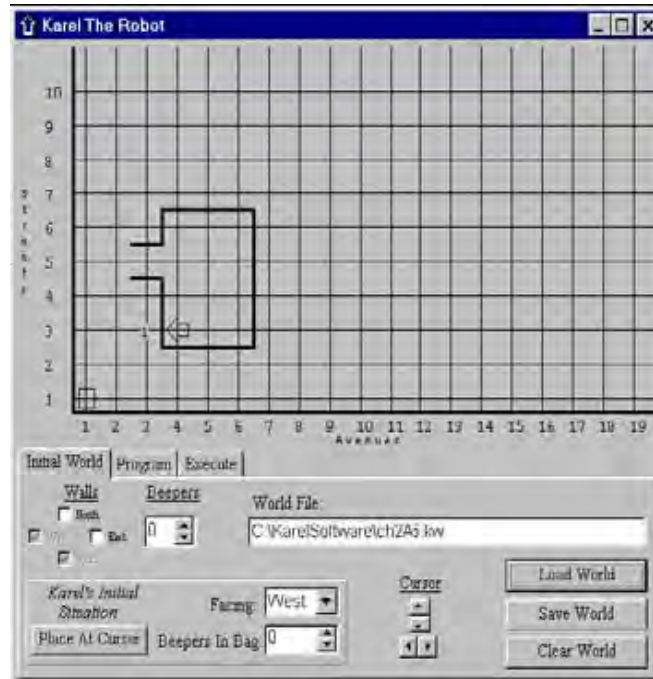 Karel The Robot
10
9
8
7
6
5
4
3
2
1
1
1 2 3 4 5 6 7 8 9 10 11 12 13 14 15 16 17 18 19
Avenues
Initial World Program Execute
Walls
Beepers
World File:
East
0
C:\KarelSoftware\ch2A5.kw
Karel's Initial
Situation
Facing: West
Place At Cursor
Beepers In Bag: 0
Cursor
Load World
Save World
Clear World